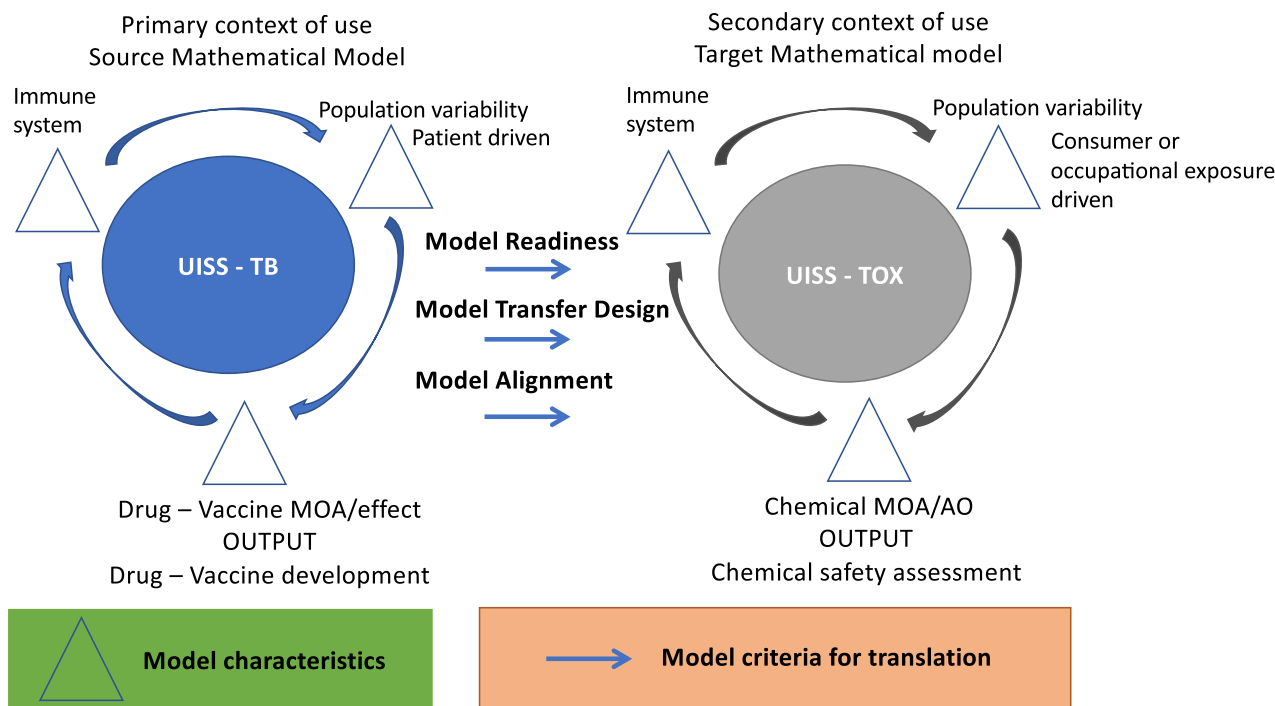 Primary context of use
Source Mathematical Model
Immune
system
Population variability
Patient driven
UISS - TB
Drug – Vaccine MOA/effect
OUTPUT
Drug – Vaccine development
Model Readiness
Model Transfer Design
Model Alignment
Secondary context of use
Target Mathematical model
Immune
system
Population variability
Consumer or
occupational exposure
driven
UISS - TOX
Chemical MOA/AO
OUTPUT
Chemical safety assessment
Model characteristics
Model criteria for translation